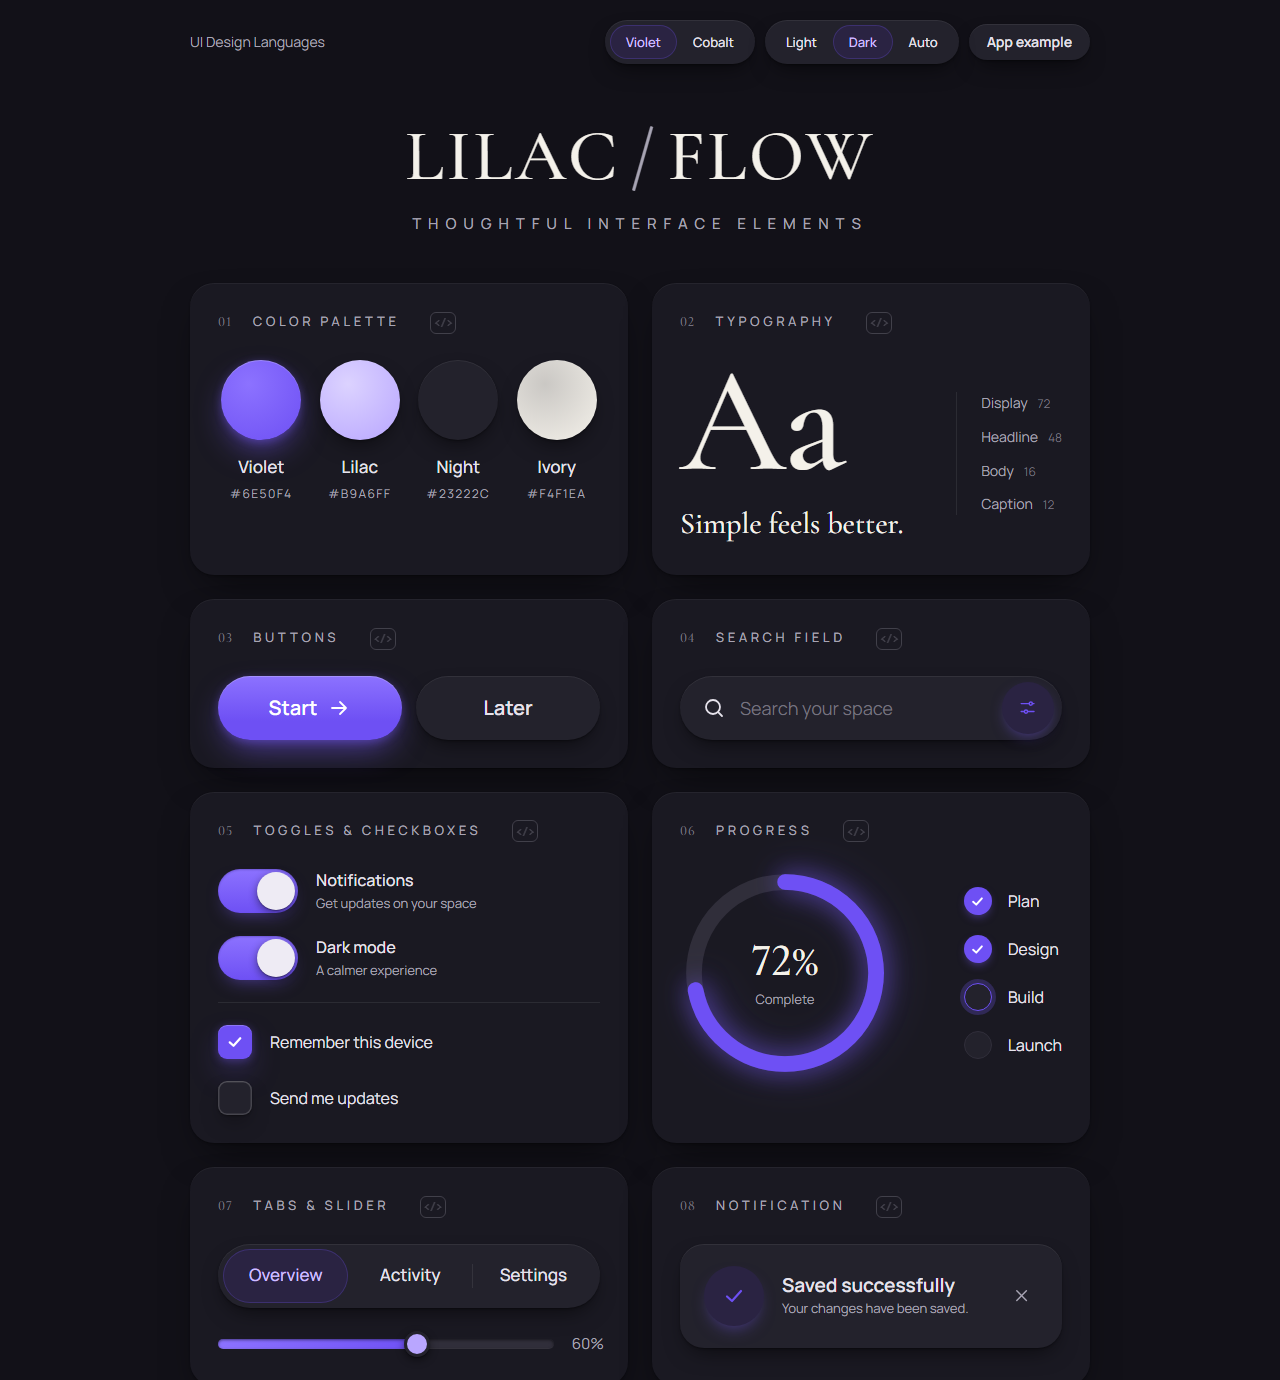 UI Design Languages
Violet Cobalt
Light Dark Auto
App example
LILAC / FLOW
THOUGHTFUL INTERFACE ELEMENTS
01 COLOR PALETTE </>
Violet
#6E50F4
Lilac
#B9A6FF
Night
#23222C
Ivory
#F4F1EA
02 TYPOGRAPHY </>
Aa
Simple feels better.
Display 72
Headline 48
Body 16
Caption 12
03 BUTTONS </>
Start →
Later
04 SEARCH FIELD </>
Search your space
05 TOGGLES & CHECKBOXES </>
Notifications
Get updates on your space
Dark mode
A calmer experience
Remember this device
Send me updates
06 PROGRESS </>
72%
Complete
Plan
Design
Build
Launch
07 TABS & SLIDER </>
Overview Activity Settings
60%
08 NOTIFICATION </>
Saved successfully
Your changes have been saved.